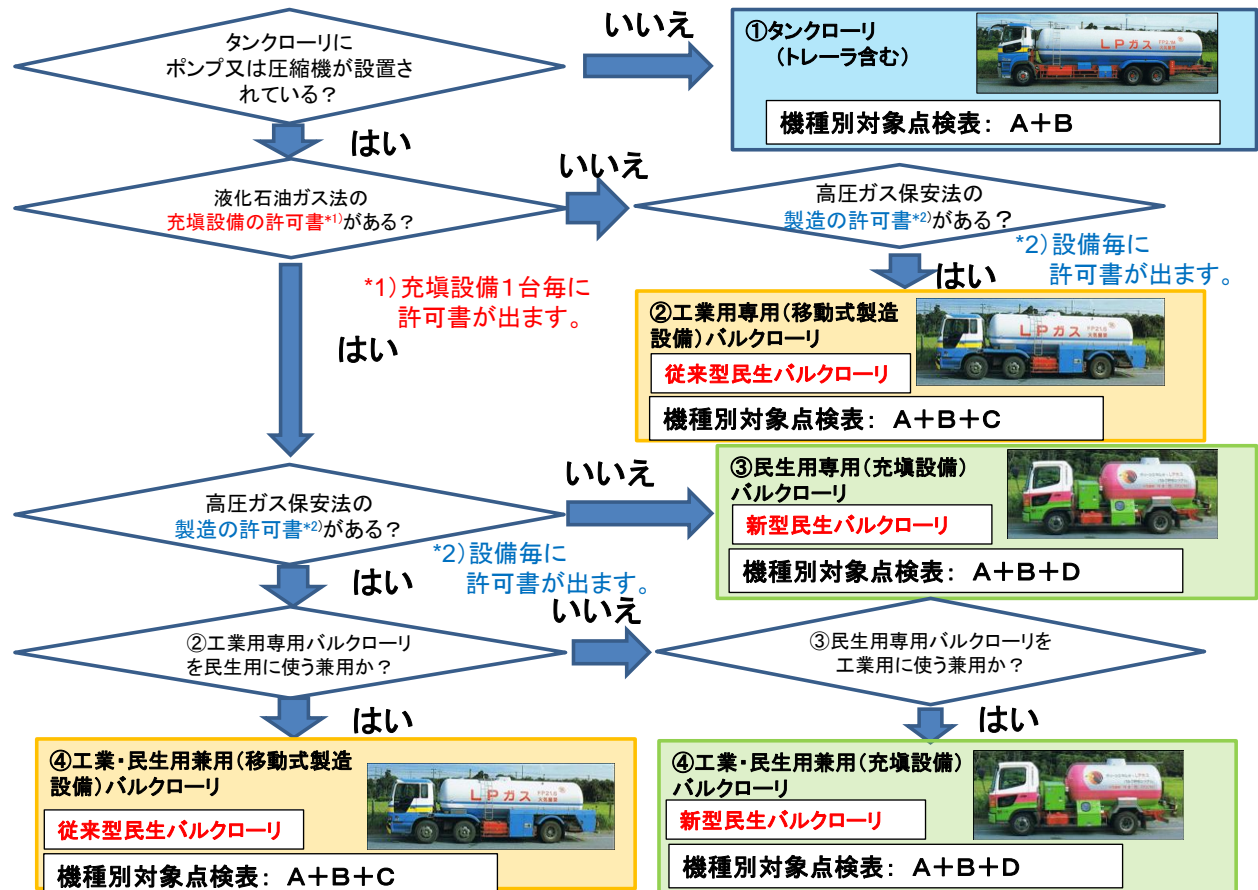 タンクローリに
ポンプ又は圧縮機が設置さ
れている?
いいえ
①タンクローリ
(トレーラ含む)
LPガス
機種別対象点検表: A+B
はい
液化石油ガス法の
充塡設備の許可書*1)がある?
いいえ
高圧ガス保安法の
製造の許可書*2)がある?
*2)設備毎に
許可書が出ます。
*1)充塡設備1台毎に
許可書が出ます。
はい
はい
②工業用専用(移動式製造
設備)バルクローリ
LPガス
従来型民生バルクローリ
機種別対象点検表: A+B+C
高圧ガス保安法の
製造の許可書*2)がある?
いいえ
③民生用専用(充塡設備)
バルクローリ
新型民生バルクローリ
機種別対象点検表: A+B+D
*2)設備毎に
許可書が出ます。
はい
②工業用専用バルクローリ
を民生用に使う兼用か?
いいえ
③民生用専用バルクローリを
工業用に使う兼用か?
はい
はい
④工業・民生用兼用(移動式製造
設備)バルクローリ
LPガス
従来型民生バルクローリ
機種別対象点検表: A+B+C
④工業・民生用兼用(充塡設備)
バルクローリ
新型民生バルクローリ
機種別対象点検表: A+B+D